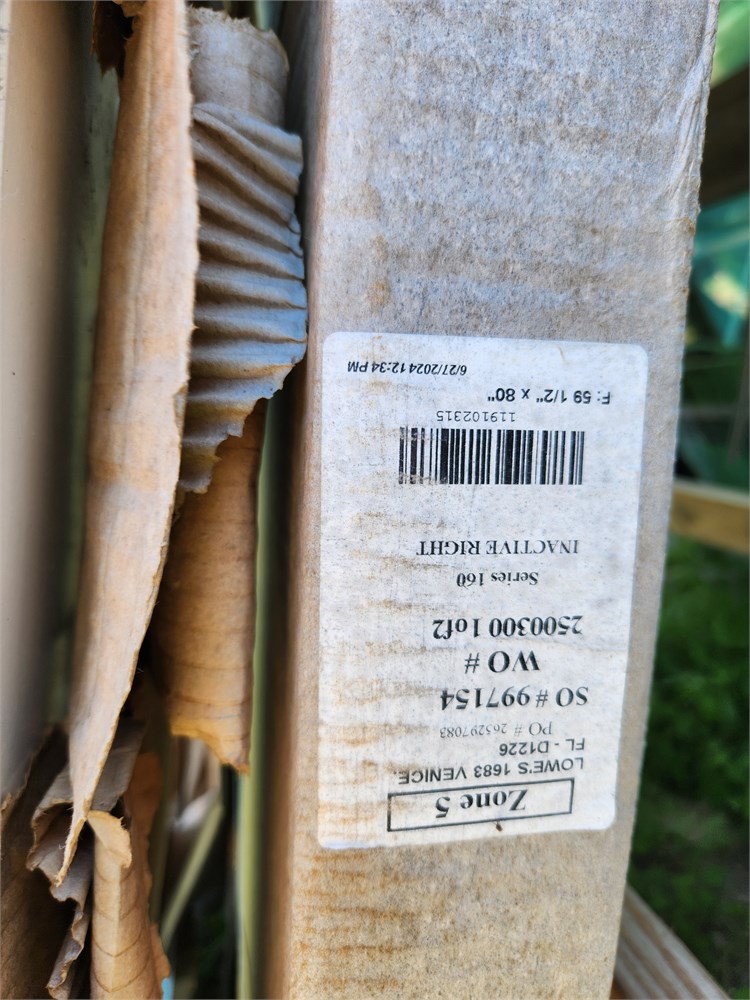 Zone 5
LOWE'S 1683 VENICE,
FL - D1226
PO # 265297083
SO # 997154
WO #
2500300 1 of 2
Series 160
INACTIVE RIGHT
119102315
F: 59 1/2" x 80"
6/27/2024 12:34 PM